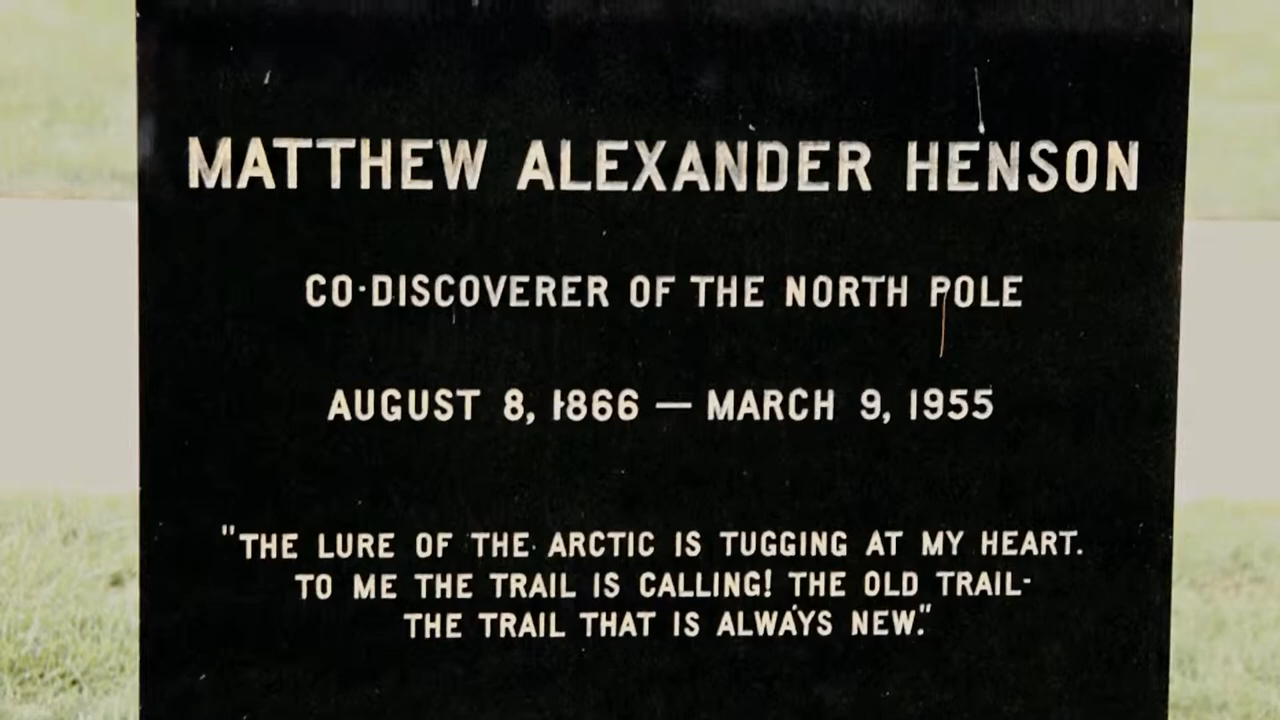 MATTHEW ALEXANDER HENSON
CO-DISCOVERER OF THE NORTH POLE
AUGUST 8, 1866 — MARCH 9, 1955
"THE LURE OF THE ARCTIC IS TUGGING AT MY HEART.
TO ME THE TRAIL IS CALLING! THE OLD TRAIL-
THE TRAIL THAT IS ALWAYS NEW."